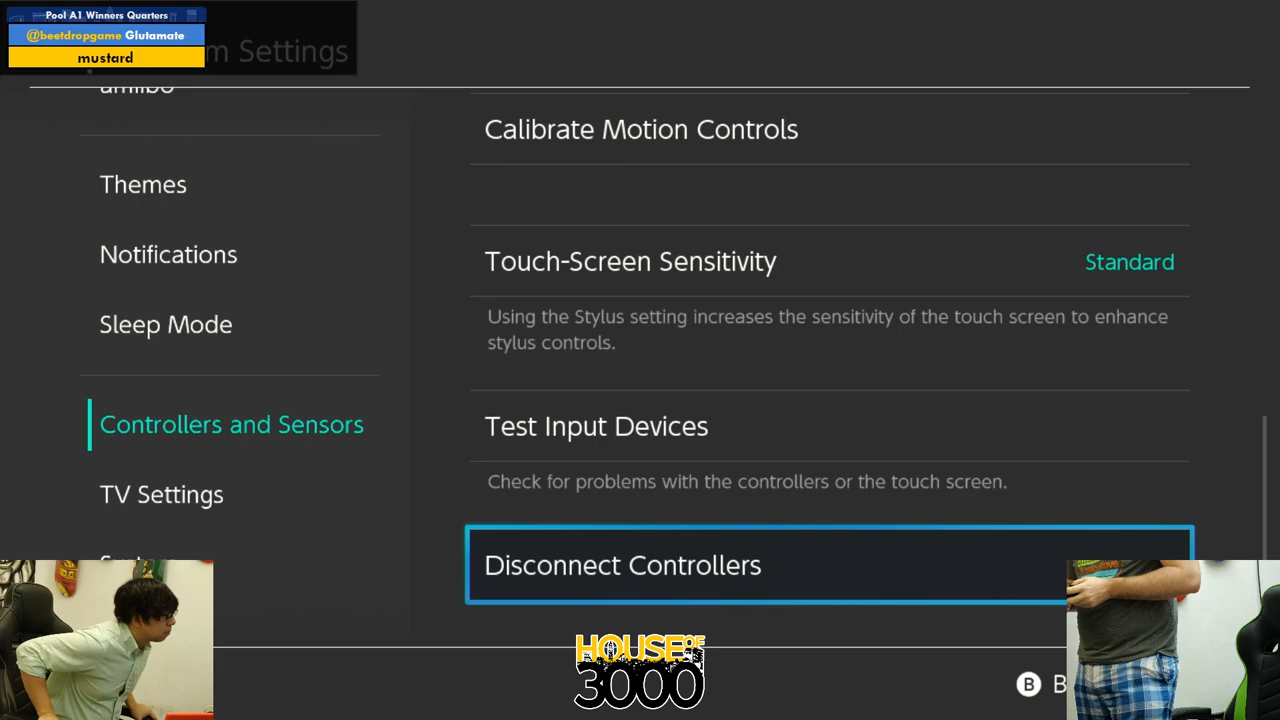 Pool A1 Winners Quarters
@beetdropgame Glutamate
mustard
m Settings
amiibo
Themes
Notifications
Sleep Mode
Controllers and Sensors
TV Settings
Calibrate Motion Controls
Touch-Screen Sensitivity Standard
Using the Stylus setting increases the sensitivity of the touch screen to enhance
stylus controls.
Test Input Devices
Check for problems with the controllers or the touch screen.
Disconnect Controllers
HOUSE OF
3000
B B